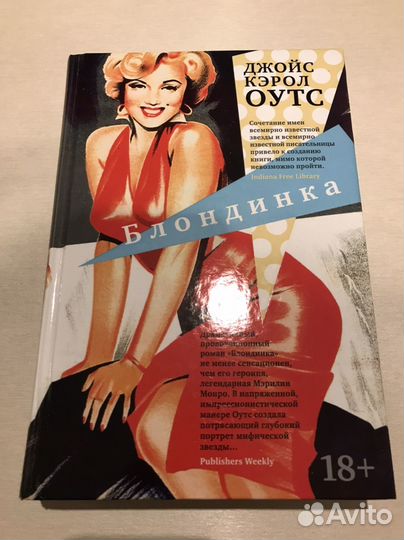 ДЖОЙС
КЭРОЛ
ОУТС
Сочетание имен
всемирно известной
звезды и всемирно
известной писательницы
привело к созданию
книги, мимо которой
невозможно пройти.
Indiana Free Library
Блондинка
провокационный
роман «Блондинка»
не менее сенсационен,
чем его героиня,
легендарная Мэрилин
Монро. В напряженной,
импрессионистической
манере Оутс создала
потрясающий глубокий
портрет мифической
звезды...
Publishers Weekly
18+
Avito